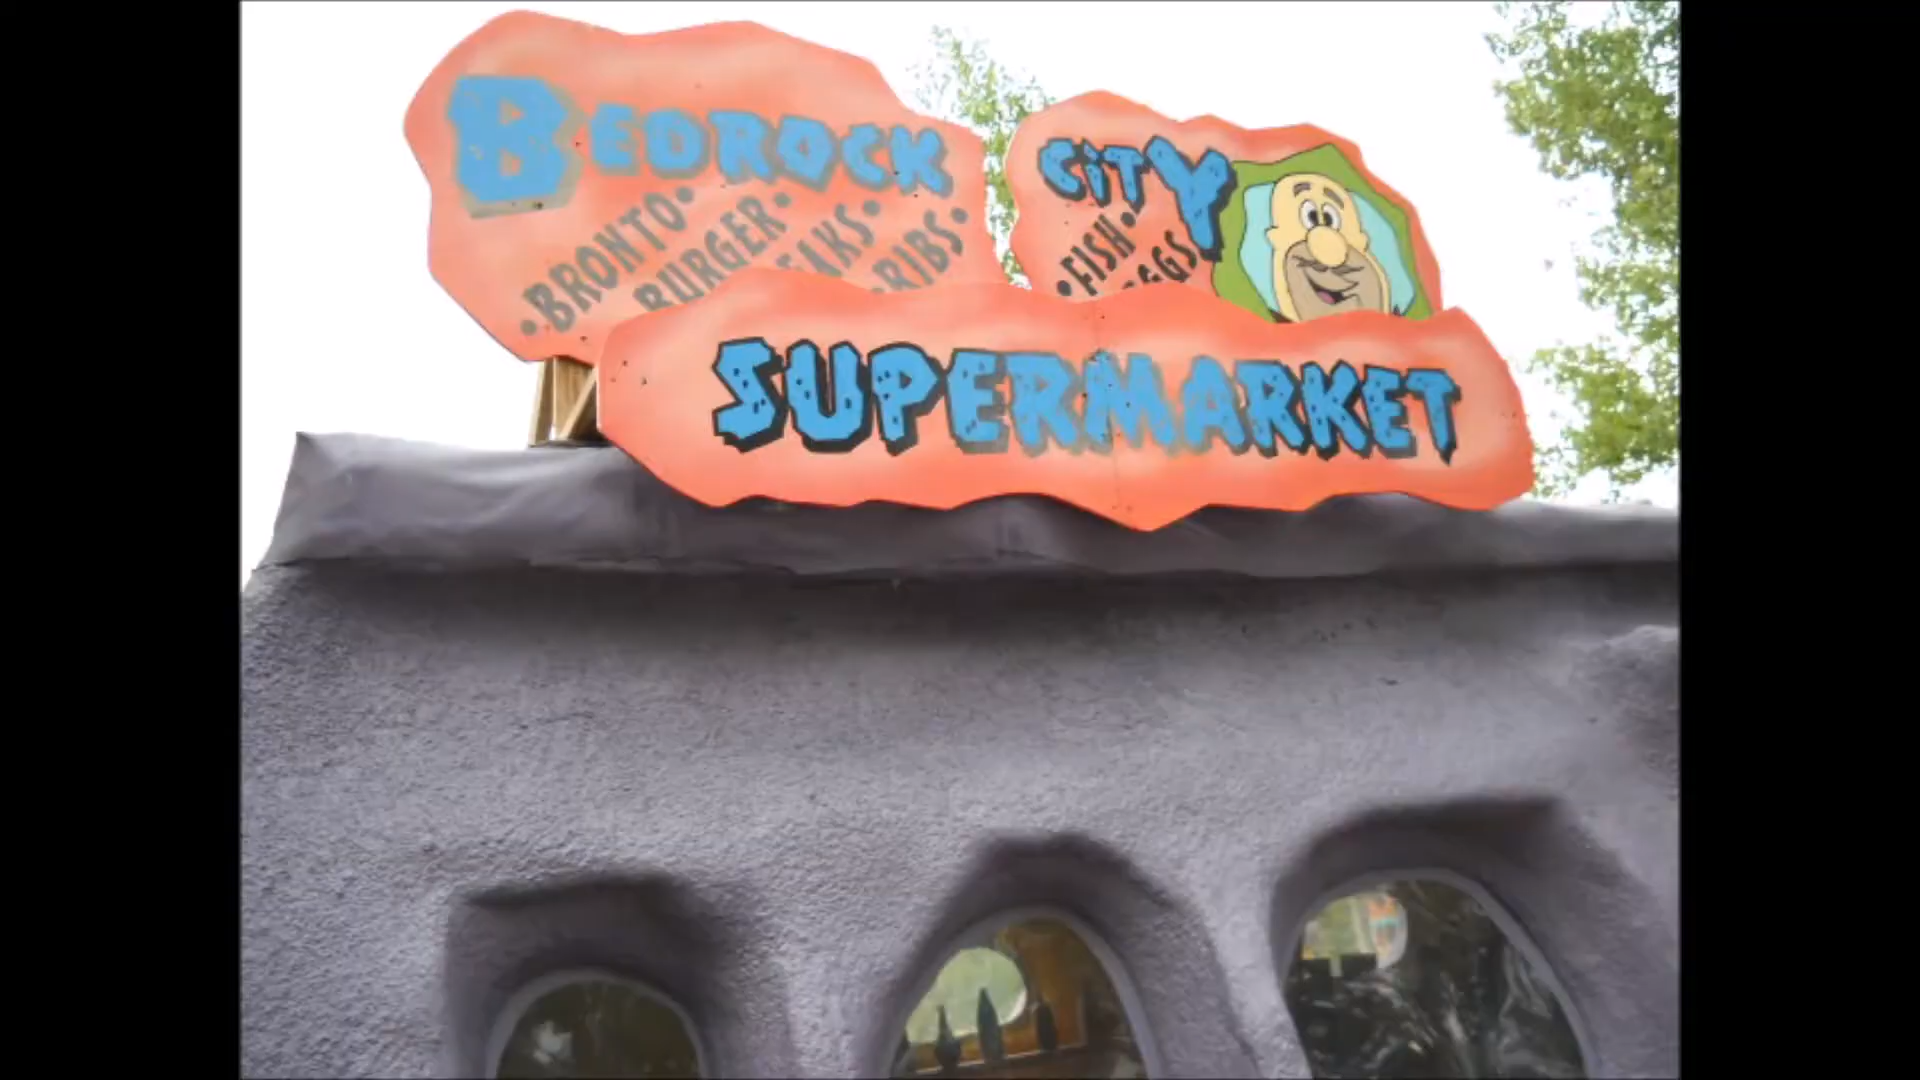 BEDROCK
CiTY
•BRONTO•
BURGER•
•RIBS•
•FISH•
SUPERMARKET